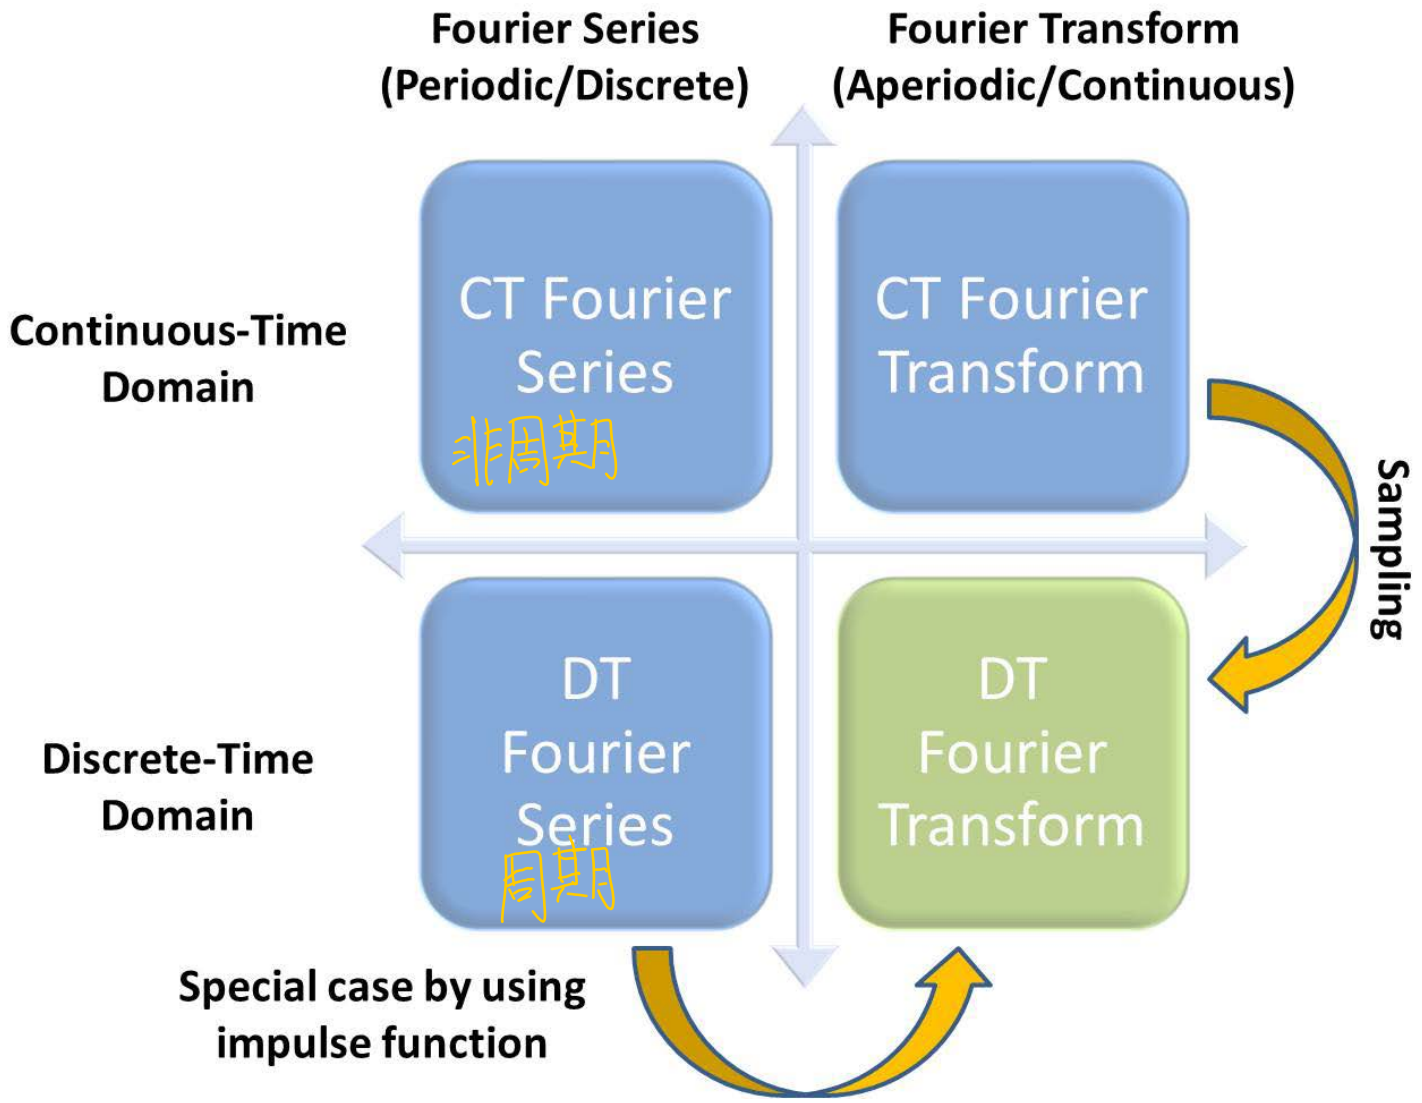 Fourier Series
(Periodic/Discrete)
Fourier Transform
(Aperiodic/Continuous)
Continuous-Time
Domain
CT Fourier
Series
非周期
CT Fourier
Transform
Sampling
Discrete-Time
Domain
DT
Fourier
Series
周期
DT
Fourier
Transform
Special case by using
impulse function